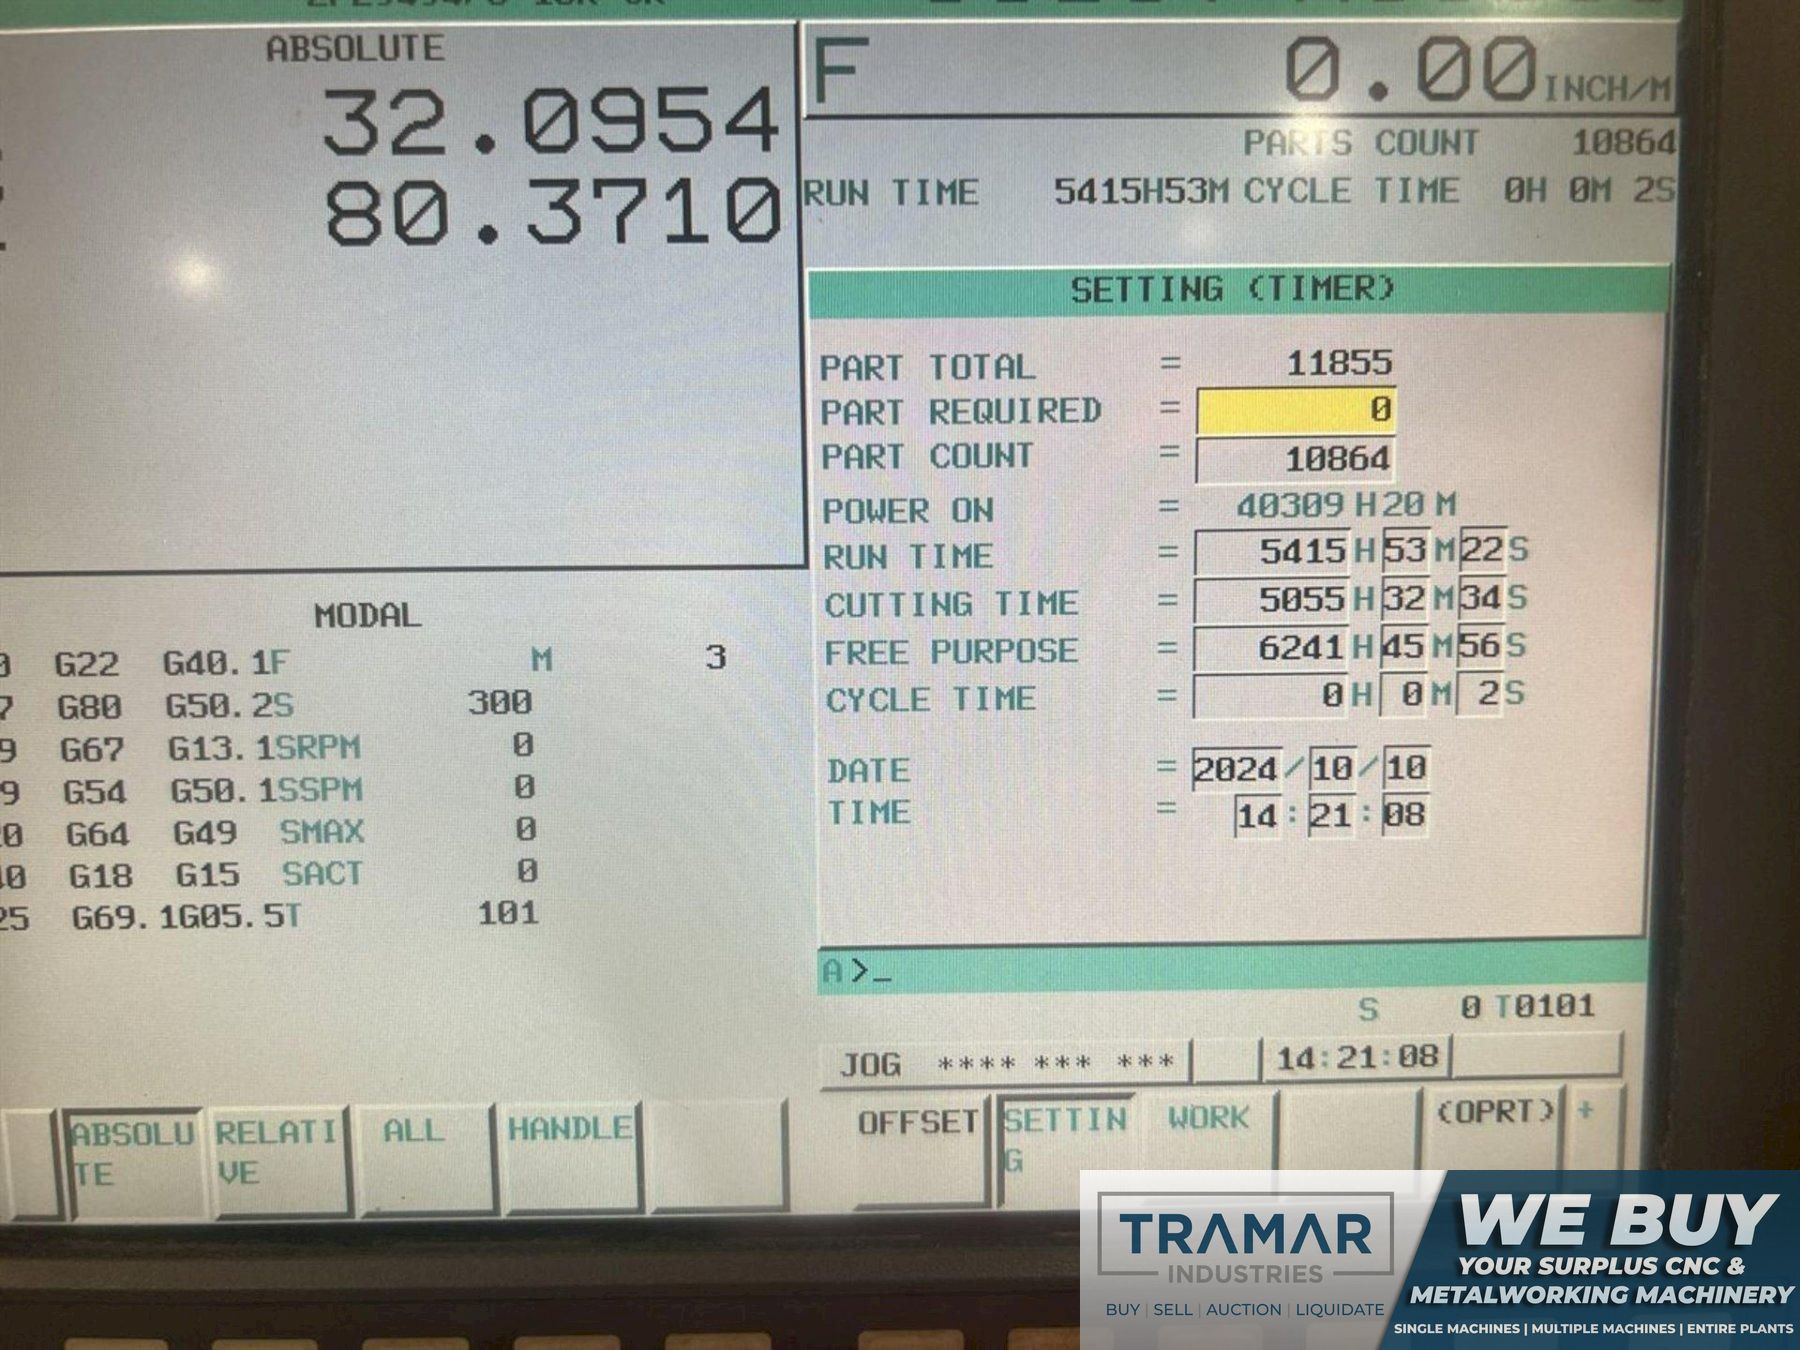 ABSOLUTE
32.0954
80.3710
F 0.00 INCH/M
PARTS COUNT 10864
RUN TIME 5415H53M CYCLE TIME 0H 0M 2S
SETTING (TIMER)
PART TOTAL = 11855
PART REQUIRED = 0
PART COUNT = 10864
POWER ON = 40309 H 20 M
RUN TIME = 5415 H 53 M 22 S
CUTTING TIME = 5055 H 32 M 34 S
FREE PURPOSE = 6241 H 45 M 56 S
CYCLE TIME = 0 H 0 M 2 S
DATE = 2024/10/10
TIME = 14:21:08
MODAL
G22 G40.1 F M 3
7 G80 G50.2 S 300
9 G67 G13.1 SRPM 0
9 G54 G50.1 SSPM 0
0 G64 G49 SMAX 0
40 G18 G15 SACT 0
25 G69.1 G05.5 T 101
A>_
S 0 T0101
JOG **** *** *** 14:21:08
ABSOLUTE RELATIVE ALL HANDLE
OFFSET SETTING WORK (OPRT) +
TRAMAR
INDUSTRIES
BUY | SELL | AUCTION | LIQUIDATE
WE BUY
YOUR SURPLUS CNC &
METALWORKING MACHINERY
SINGLE MACHINES | MULTIPLE MACHINES | ENTIRE PLANTS